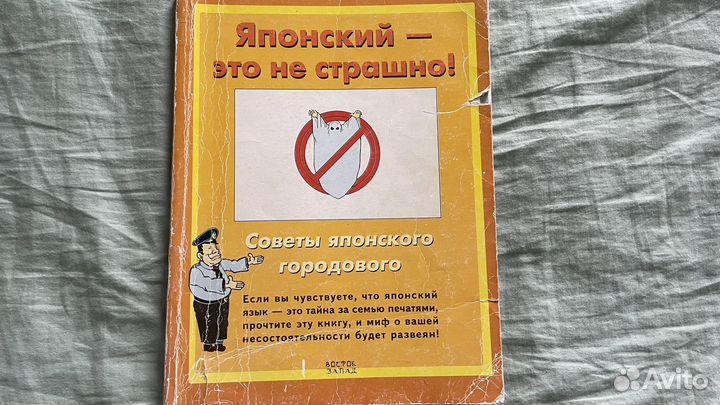 Японский —
это не страшно!
Советы японского
городового
Если вы чувствуете, что японский
язык — это тайна за семью печатями,
прочтите эту книгу, и миф о вашей
несостоятельности будет развеян!
ВОСТОК
ЗАПАД
Avito